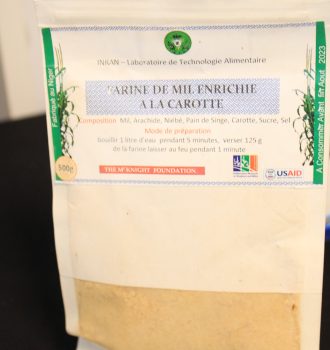 INRAN – Laboratoire de Technologie Alimentaire
FARINE DE MIL ENRICHIE
A LA CAROTTE
Composition Mil, Arachide, Niébé, Pain de Singe, Carotte, Sucre, Sel
Mode de préparation
Bouillir 1 litre d'eau pendant 5 minutes, verser 125 g
de la farine laisser au feu pendant 1 minute
THE McKNIGHT FOUNDATION
USAID
500g
Fabriqué au Niger
A Consommer Avant fin Aout 2023